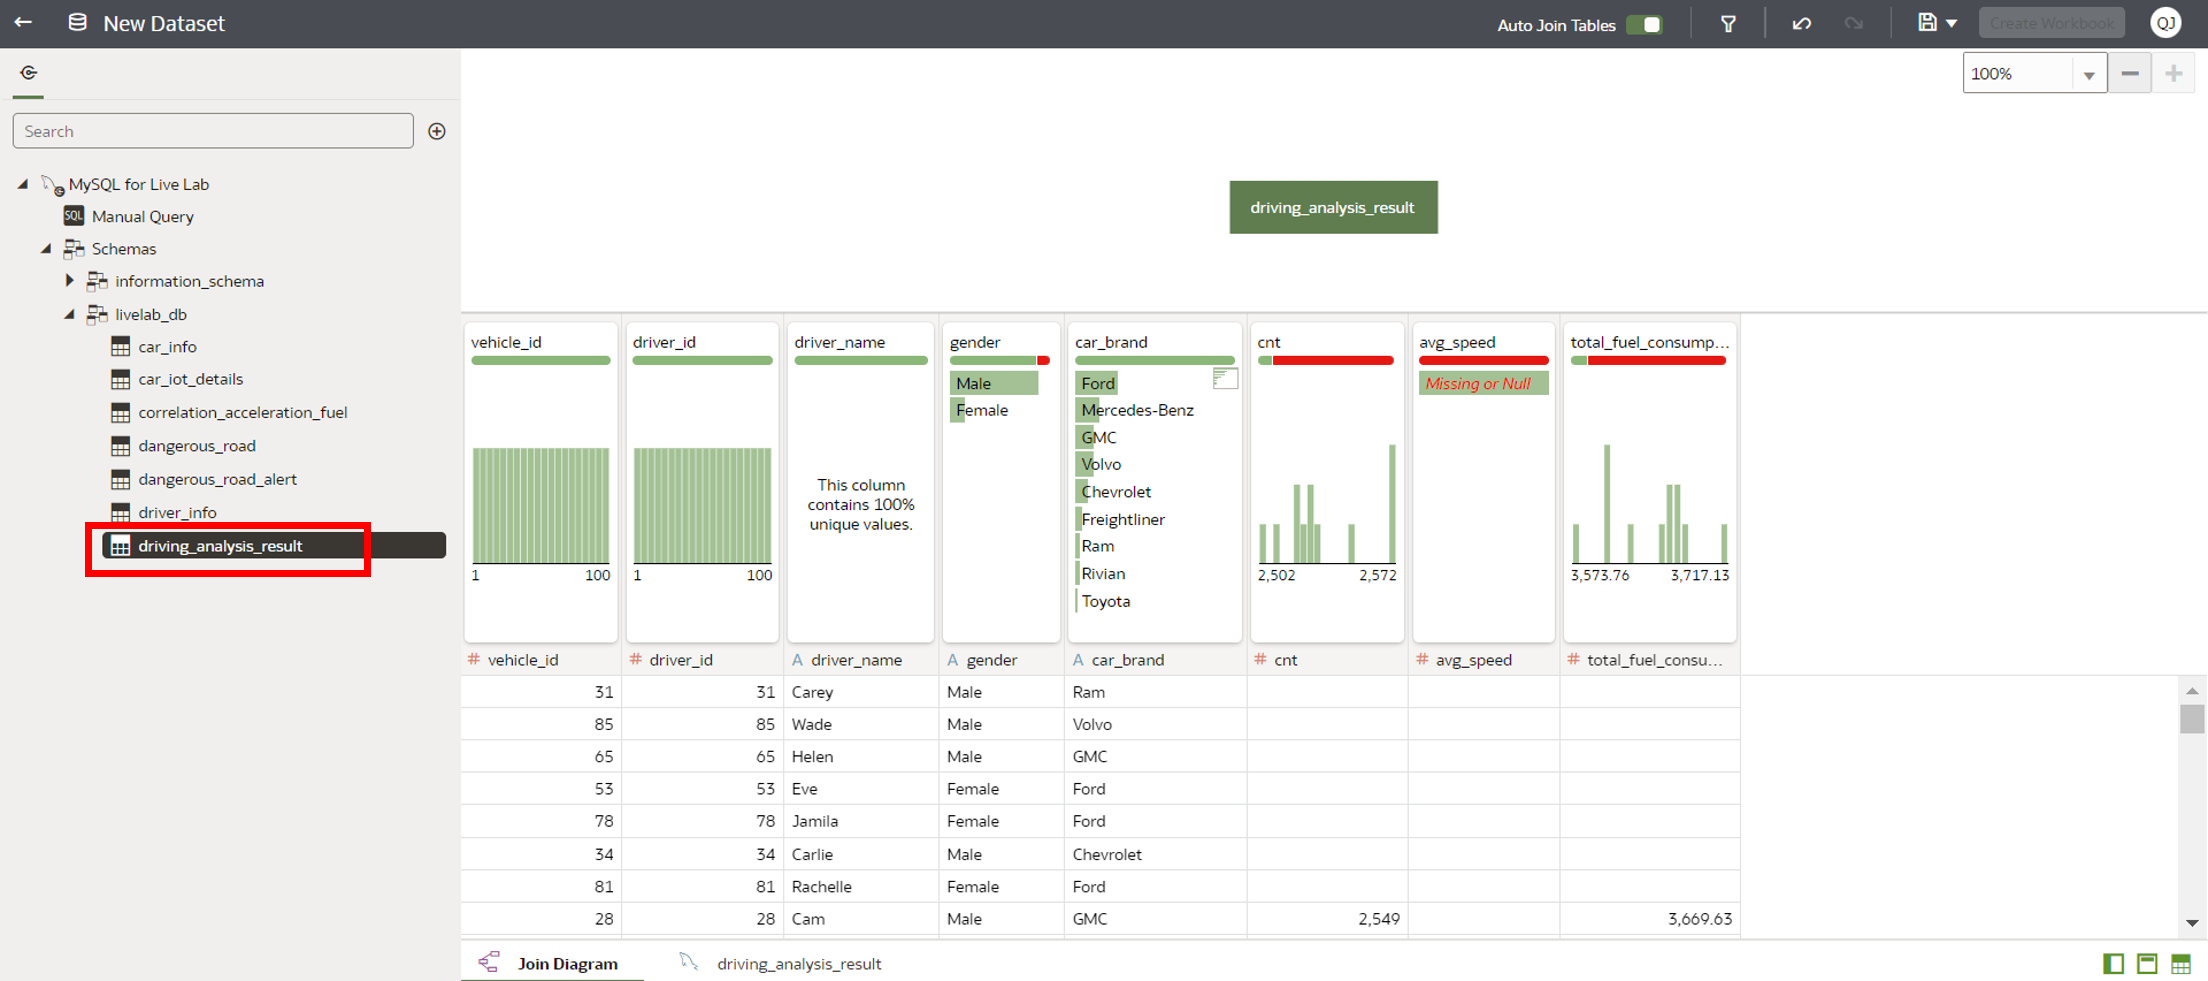 New Dataset
Auto Join Tables
Create Workbook
QJ
100%
Search
MySQL for Live Lab
SQL Manual Query
Schemas
information_schema
livelab_db
car_info
car_iot_details
correlation_acceleration_fuel
dangerous_road
dangerous_road_alert
driver_info
driving_analysis_result
driving_analysis_result
vehicle_id
1 100
driver_id
1 100
driver_name
This column
contains 100%
unique values.
gender
Male
Female
car_brand
Ford
Mercedes-Benz
GMC
Volvo
Chevrolet
Freightliner
Ram
Rivian
Toyota
cnt
2,502 2,572
avg_speed
Missing or Null
total_fuel_consump...
3,573.76 3,717.13
# vehicle_id # driver_id A driver_name A gender A car_brand # cnt # avg_speed # total_fuel_consu...
31 31 Carey Male Ram
85 85 Wade Male Volvo
65 65 Helen Male GMC
53 53 Eve Female Ford
78 78 Jamila Female Ford
34 34 Carlie Male Chevrolet
81 81 Rachelle Female Ford
28 28 Cam Male GMC 2,549 3,669.63
Join Diagram driving_analysis_result